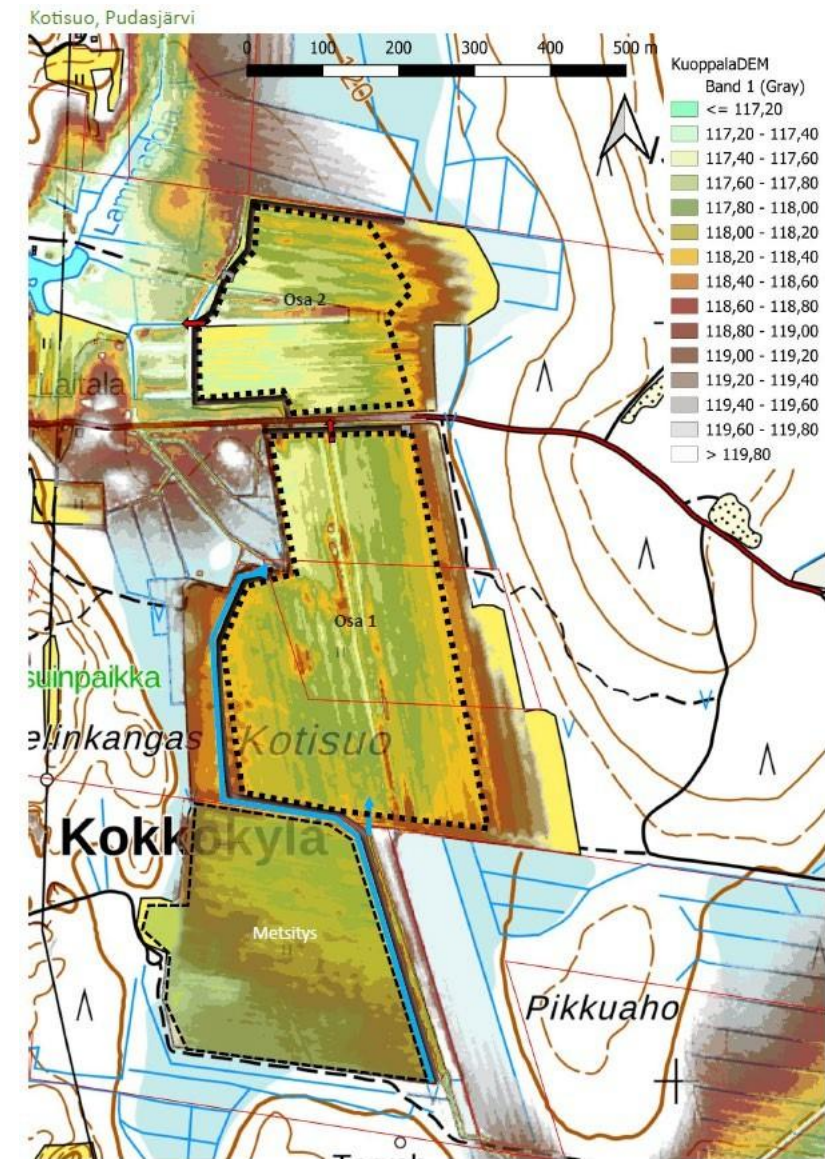 Kotisuo, Pudasjärvi
0 100 200 300 400 500 m
KuoppalaDEM
Band 1 (Gray)
<= 117,20
117,20 - 117,40
117,40 - 117,60
117,60 - 117,80
117,80 - 118,00
118,00 - 118,20
118,20 - 118,40
118,40 - 118,60
118,60 - 118,80
118,80 - 119,00
119,00 - 119,20
119,20 - 119,40
119,40 - 119,60
119,60 - 119,80
> 119,80
120
Osa 2
Laitala
Osa 1
suinpaikka
elinkangas
Kotisuo
Kokkokylä
Metsitys
Pikkuaho